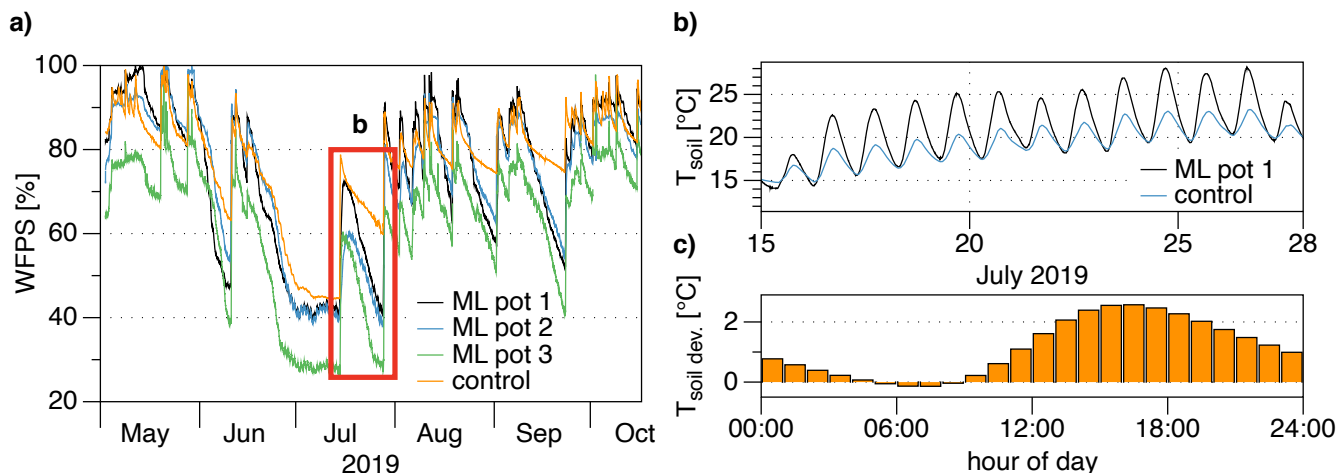 a)
WFPS [%]
100
80
60
40
20
b
ML pot 1
ML pot 2
ML pot 3
control
May Jun Jul Aug Sep Oct
2019
b)
Tsoil [°C]
25
20
15
ML pot 1
control
15 20 25 28
July 2019
c)
Tsoil dev. [°C]
2
0
00:00 06:00 12:00 18:00 24:00
hour of day